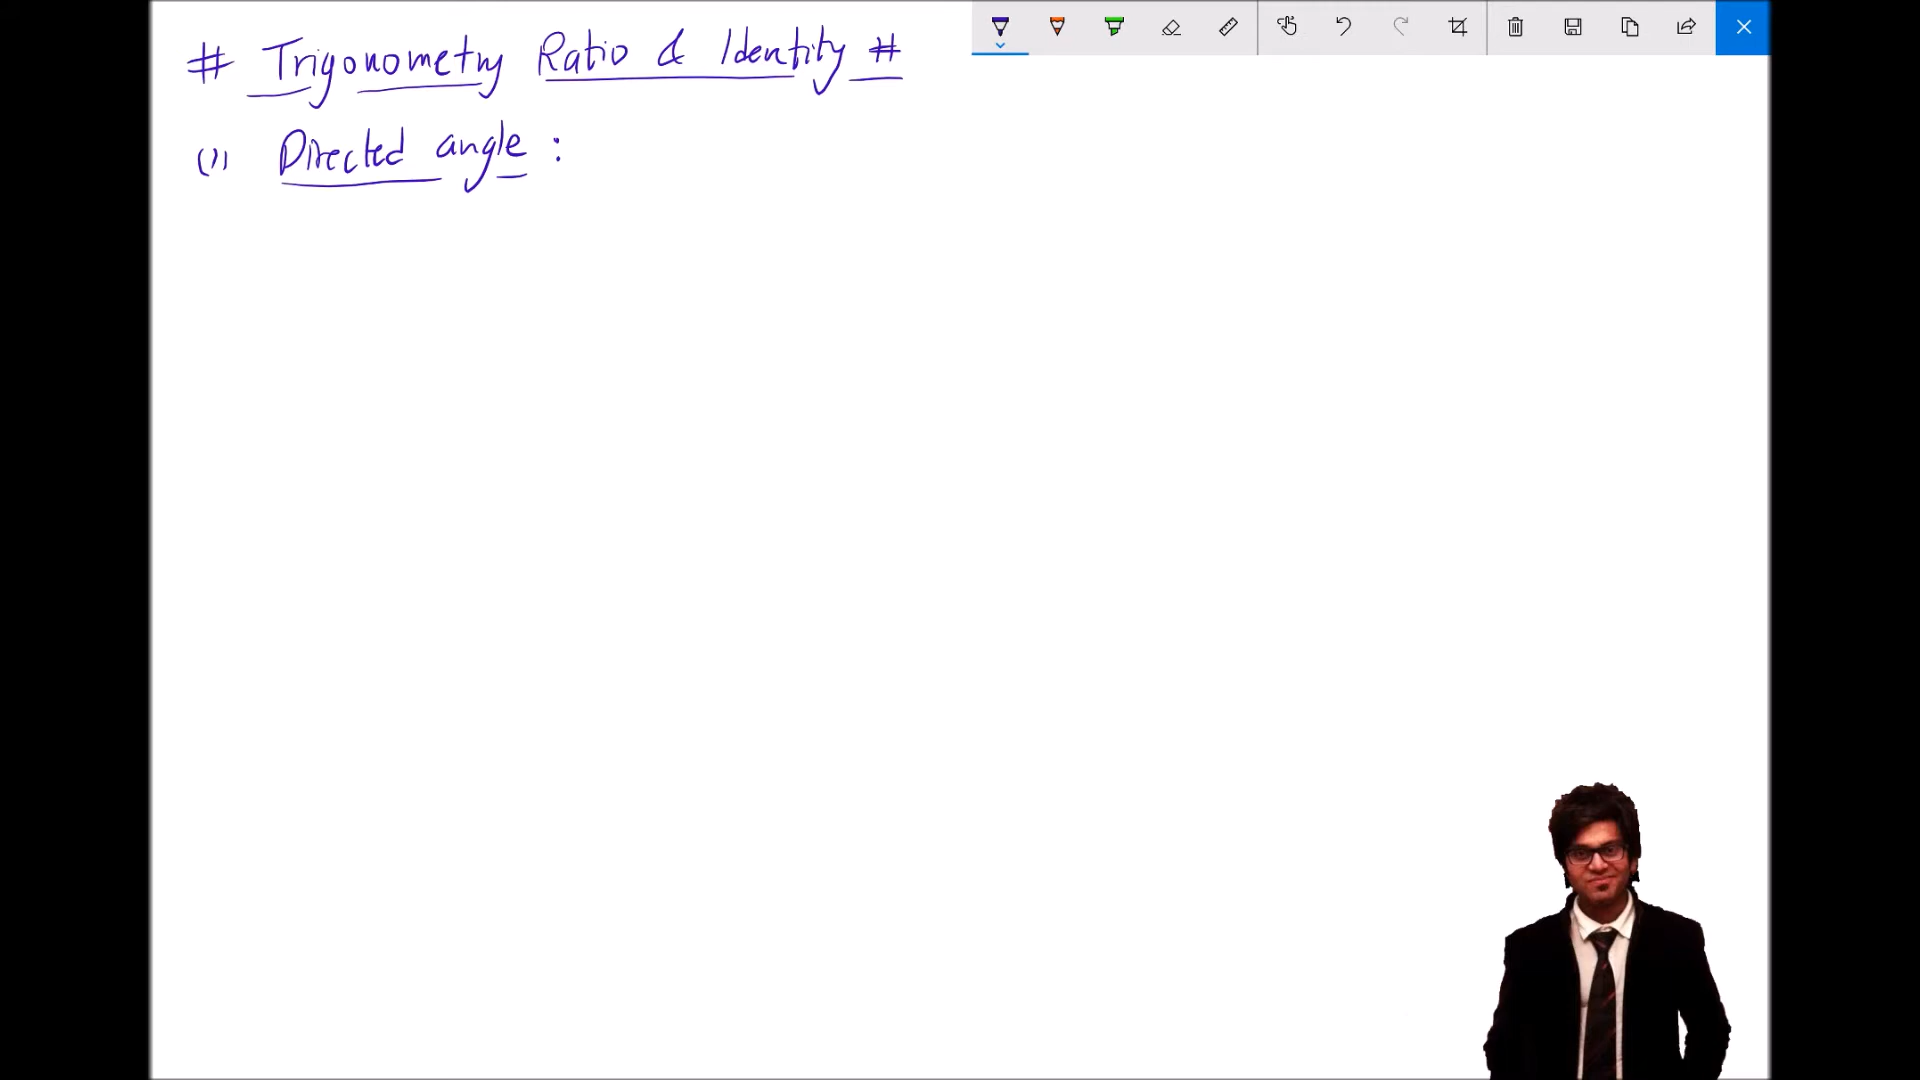 # Trigonometry Ratio & Identity #
(1) Directed angle :